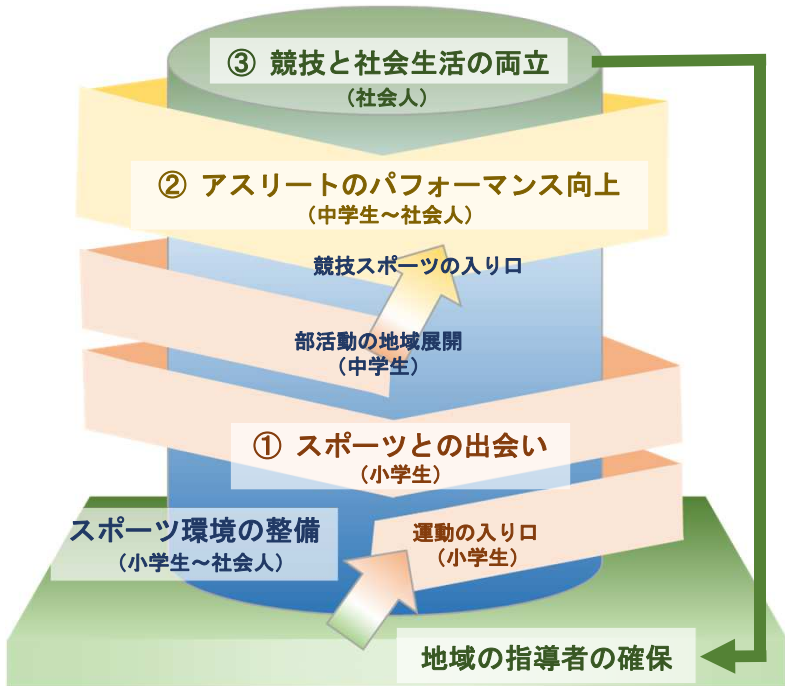 ③ 競技と社会生活の両立
（社会人）
② アスリートのパフォーマンス向上
（中学生～社会人）
競技スポーツの入り口
部活動の地域展開
（中学生）
① スポーツとの出会い
（小学生）
スポーツ環境の整備
（小学生～社会人）
運動の入り口
（小学生）
地域の指導者の確保